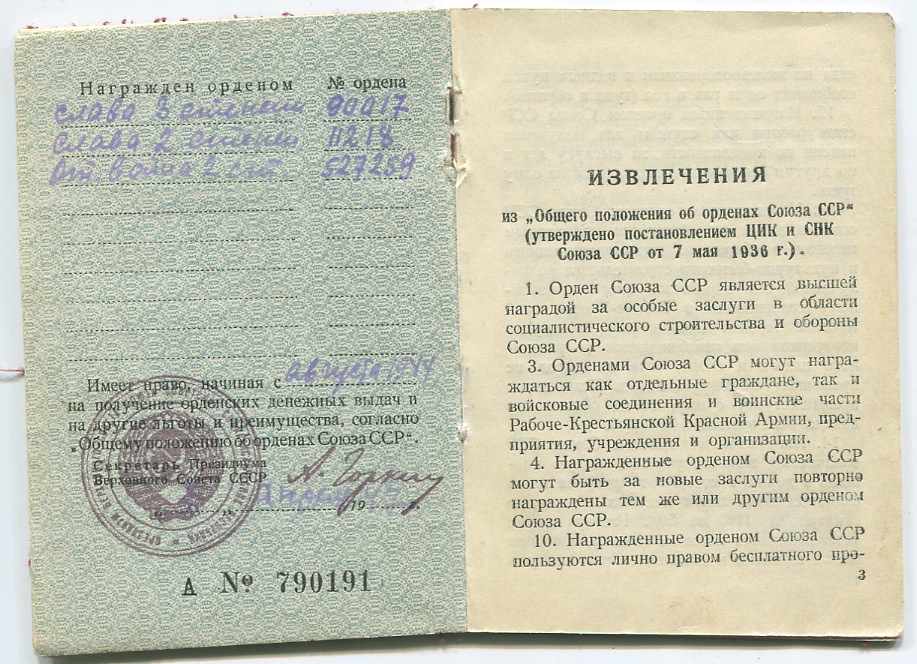 Награжден орденом № ордена
Слава 3 степени 90017
Слава 2 степени 11218
От война 2 ст. 527259
Имеет право, начиная с августа 1944
на получение орденских денежных выдач и
на другие льготы и преимущества, согласно
„Общему положению об орденах Союза ССР“.
Секретарь Президиума
Верховного Совета СССР
А. Горкин
19
А № 790191
ИЗВЛЕЧЕНИЯ
из „Общего положения об орденах Союза ССР“
(утверждено постановлением ЦИК и СНК
Союза ССР от 7 мая 1936 г.).
1. Орден Союза ССР является высшей
наградой за особые заслуги в области
социалистического строительства и обороны
Союза ССР.
3. Орденами Союза ССР могут награ-
ждаться как отдельные граждане, так и
войсковые соединения и воинские части
Рабоче-Крестьянской Красной Армии, пред-
приятия, учреждения и организации.
4. Награжденные орденом Союза ССР
могут быть за новые заслуги повторно
награждены тем же или другим орденом
Союза ССР.
10. Награжденные орденом Союза ССР
пользуются лично правом бесплатного про-
3